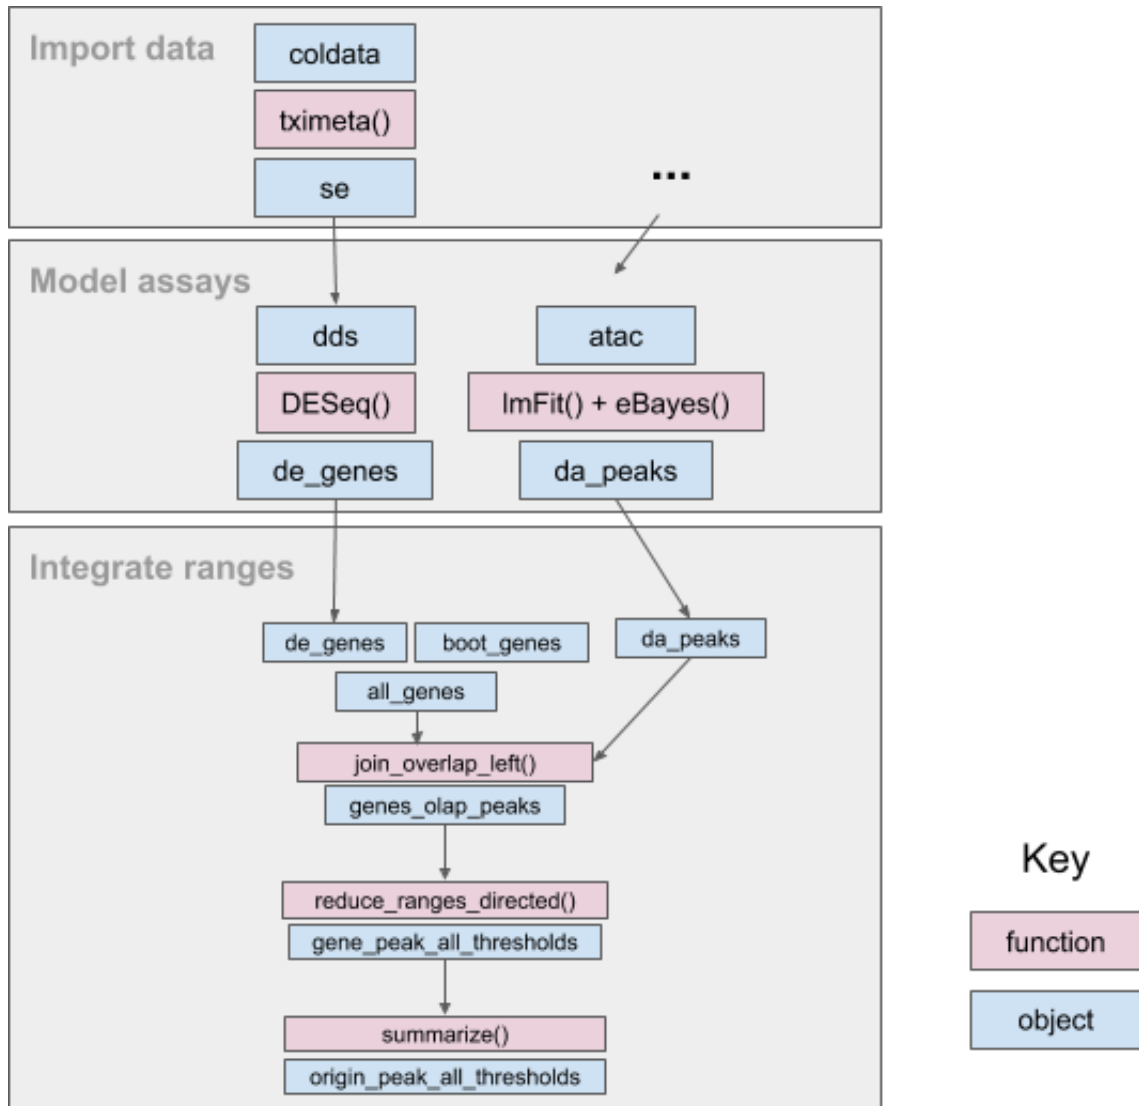 Import data
coldata
tximeta()
se
...
Model assays
dds
atac
DESeq()
lmFit() + eBayes()
de_genes
da_peaks
Integrate ranges
de_genes
boot_genes
da_peaks
all_genes
join_overlap_left()
genes_olap_peaks
reduce_ranges_directed()
gene_peak_all_thresholds
summarize()
origin_peak_all_thresholds
Key
function
object